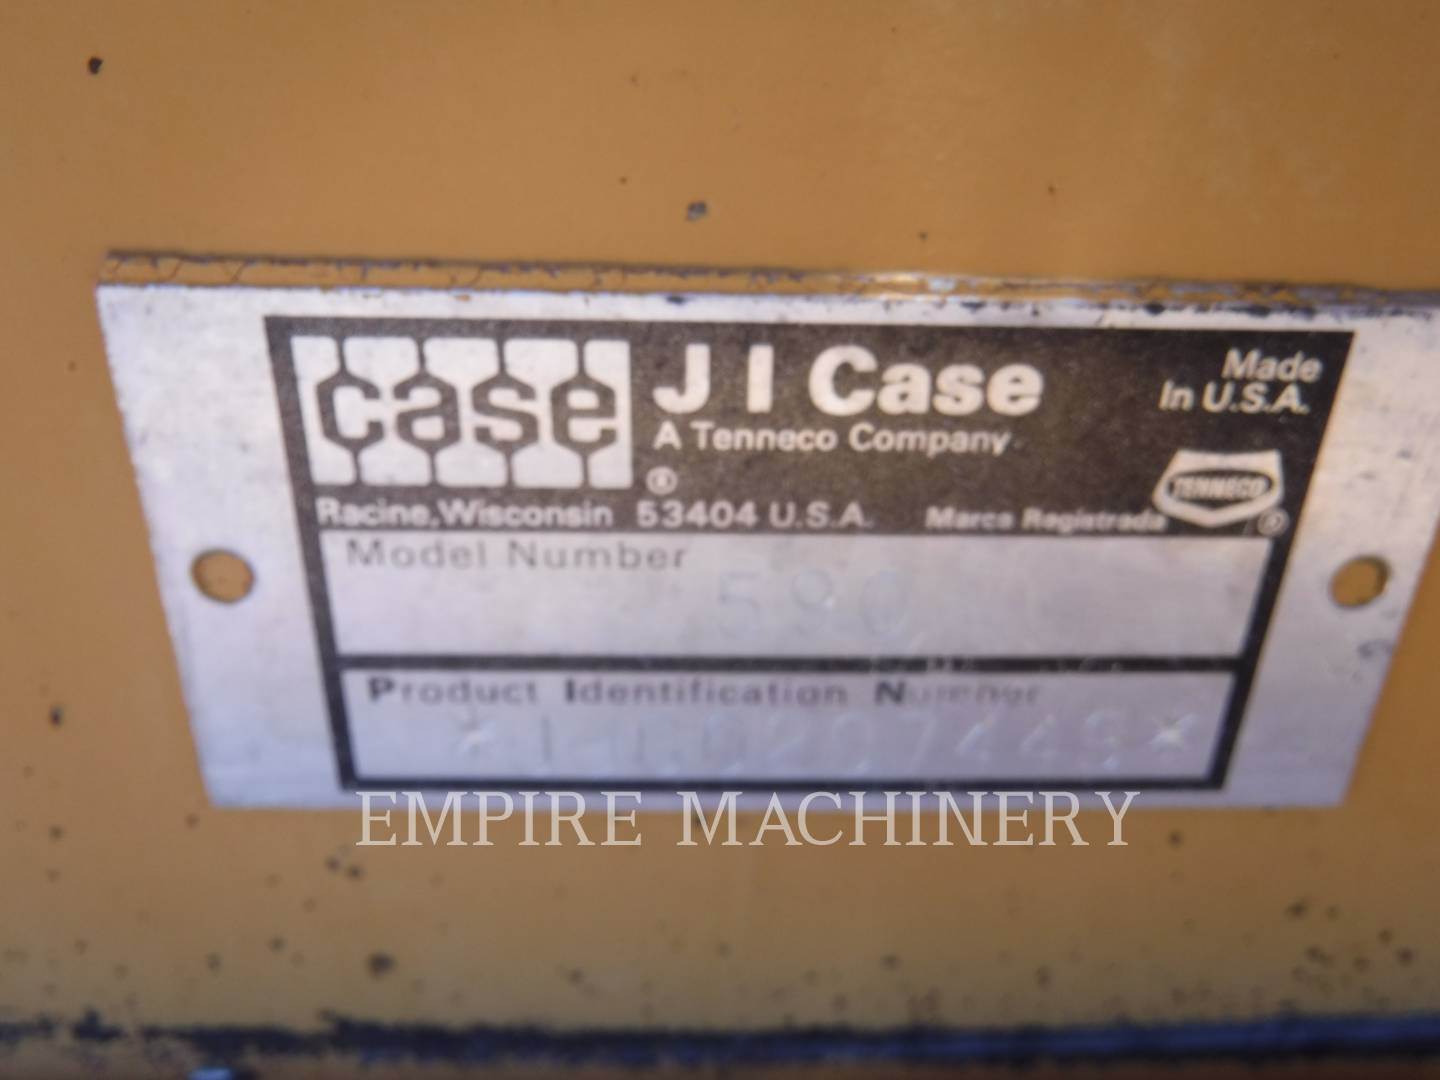 case
J I Case
A Tenneco Company
®
Made
In U.S.A.
TENNECO
®
Racine, Wisconsin 53404 U.S.A.
Marca Registrada
Model Number
590
Product Identification Number
EMPIRE MACHINERY